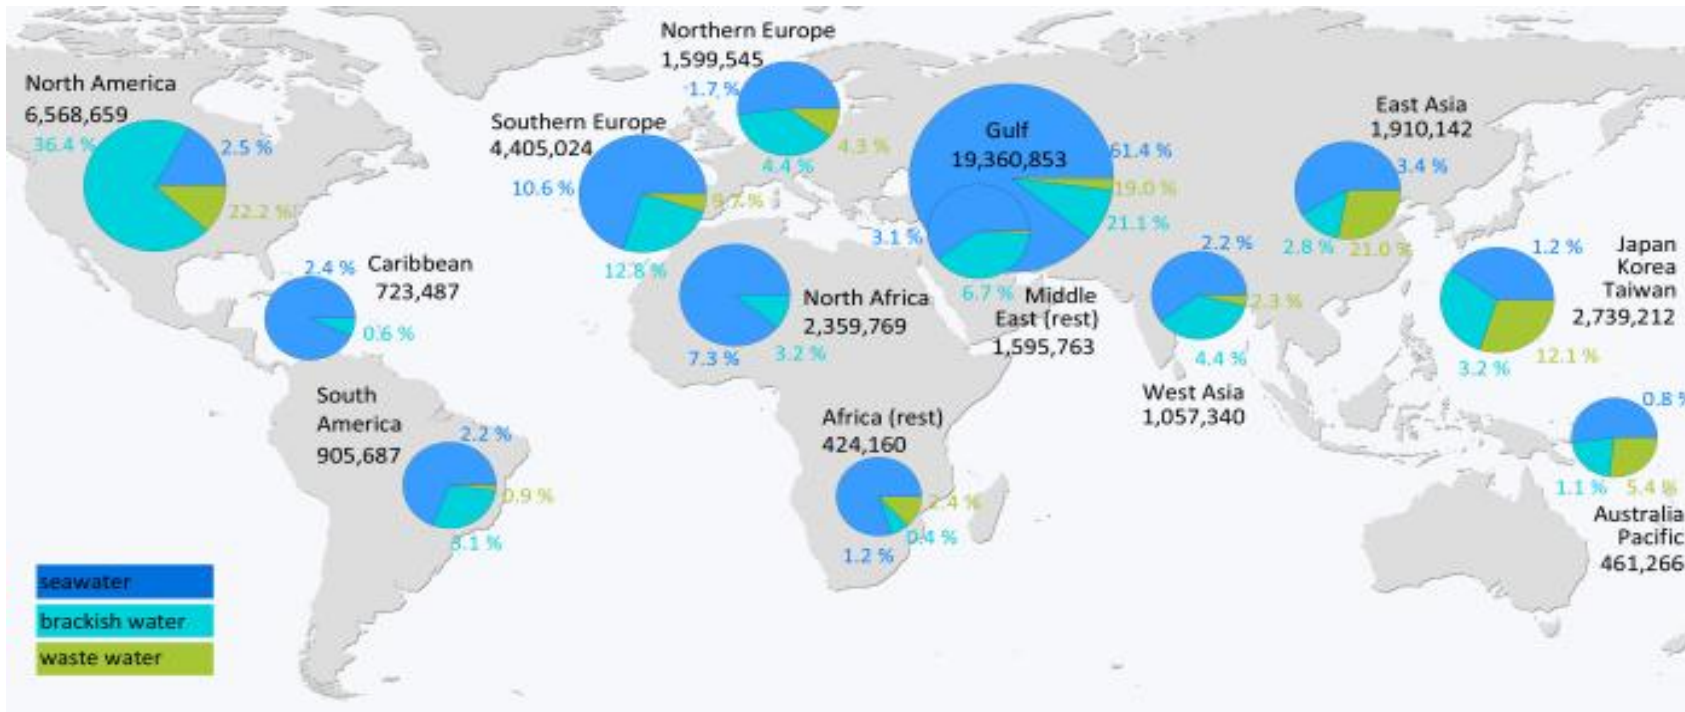 North America
6,568,659
36.4 %
2.5 %
22.2 %
Caribbean
723,487
2.4 %
0.6 %
South
America
905,687
2.2 %
0.9 %
3.1 %
Northern Europe
1,599,545
1.7 %
4.3 %
4.4 %
Southern Europe
4,405,024
10.6 %
9.7 %
12.8 %
North Africa
2,359,769
7.3 %
3.2 %
Africa (rest)
424,160
2.4 %
0.4 %
1.2 %
Gulf
19,360,853
61.4 %
19.0 %
21.1 %
3.1 %
6.7 %
Middle
East (rest)
1,595,763
2.2 %
2.3 %
4.4 %
West Asia
1,057,340
East Asia
1,910,142
3.4 %
2.8 %
21.0 %
Japan
Korea
Taiwan
2,739,212
1.2 %
12.1 %
3.2 %
0.8 %
1.1 %
5.4 %
Australia
Pacific
461,266
seawater
brackish water
waste water